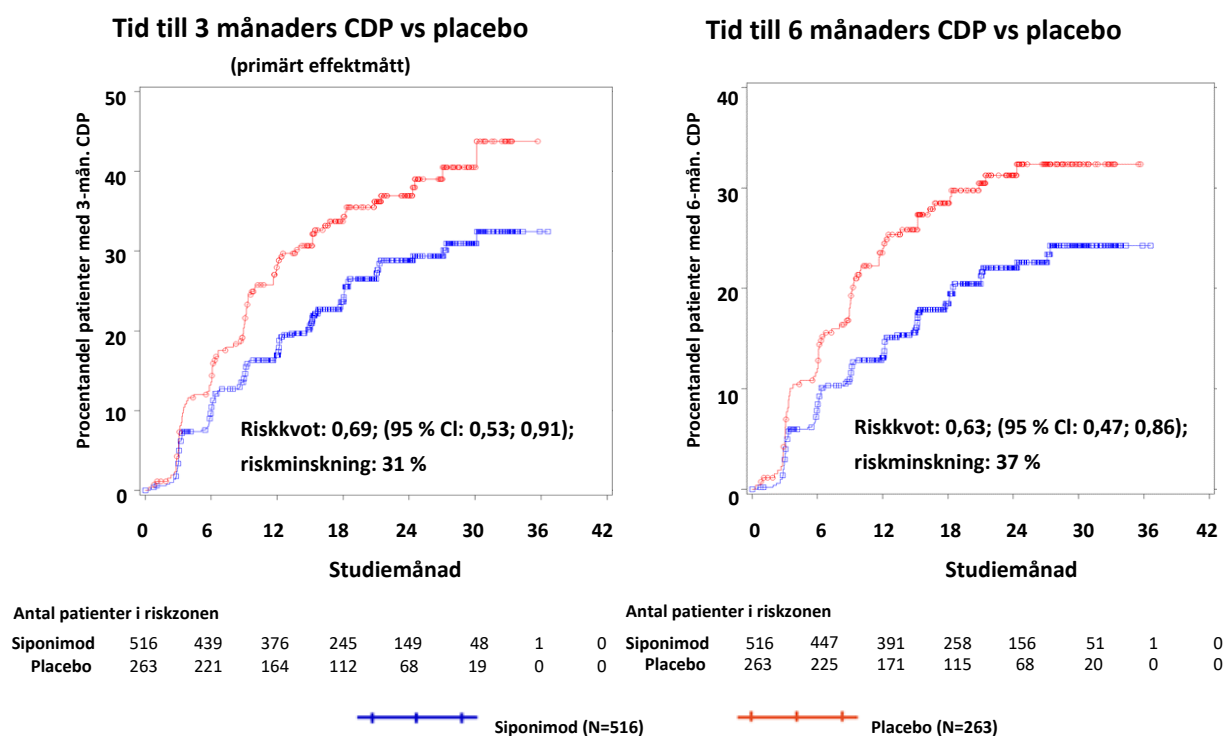 Tid till 3 månaders CDP vs placebo
(primärt effektmått)
Procentandel patienter med 3-mån. CDP
50
40
30
20
10
0
Riskkvot: 0,69; (95 % Cl: 0,53; 0,91);
riskminskning: 31 %
0 6 12 18 24 30 36 42
Studiemånad
Antal patienter i riskzonen
Siponimod 516 439 376 245 149 48 1 0
Placebo 263 221 164 112 68 19 0 0
Tid till 6 månaders CDP vs placebo
Procentandel patienter med 6-mån. CDP
40
30
20
10
0
Riskkvot: 0,63; (95 % Cl: 0,47; 0,86);
riskminskning: 37 %
0 6 12 18 24 30 36 42
Studiemånad
Antal patienter i riskzonen
Siponimod 516 447 391 258 156 51 1 0
Placebo 263 225 171 115 68 20 0 0
Siponimod (N=516)
Placebo (N=263)